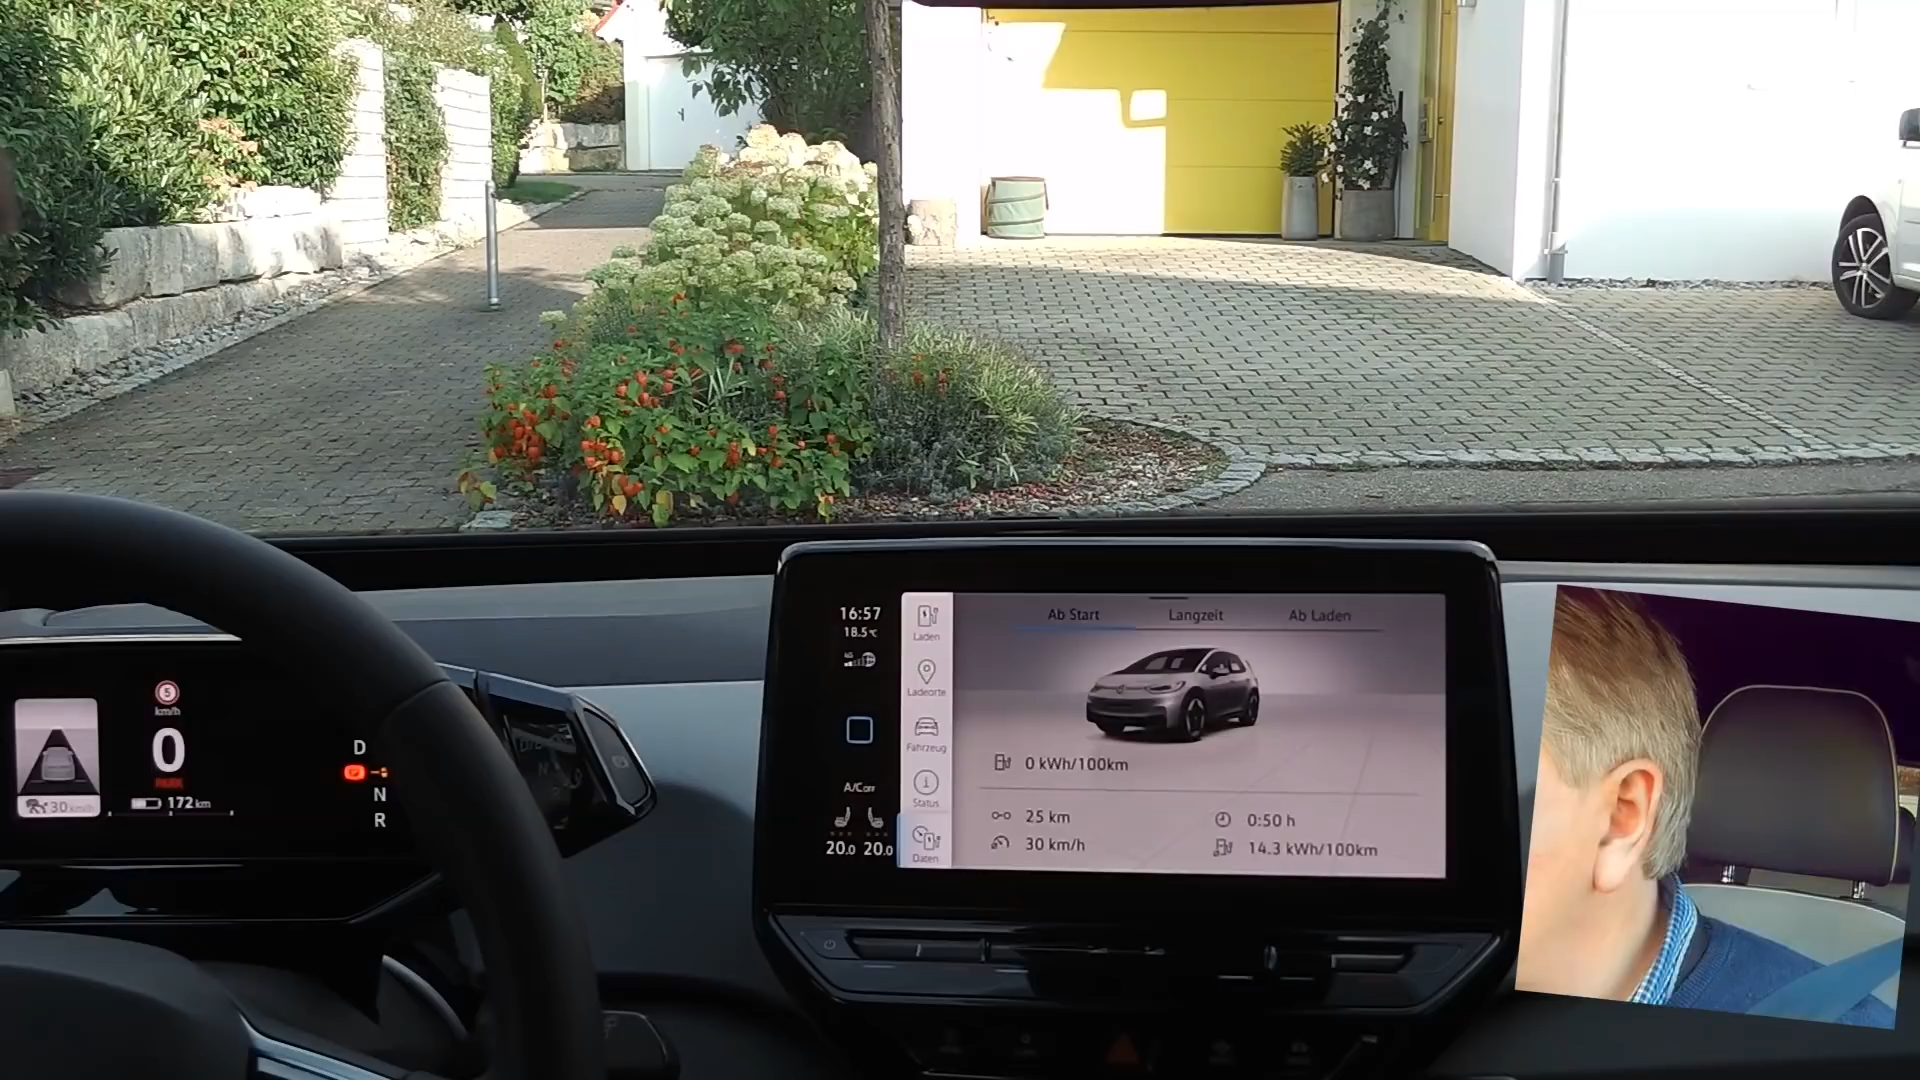 5
km/h
0
PARK
30 km/h
172 km
D
N
R
16:57
18.5°C
A/C OFF
20.0 20.0
Laden
Ladeorte
Fahrzeug
Status
Daten
Ab Start Langzeit Ab Laden
0 kWh/100km
25 km 0:50 h
30 km/h 14.3 kWh/100km